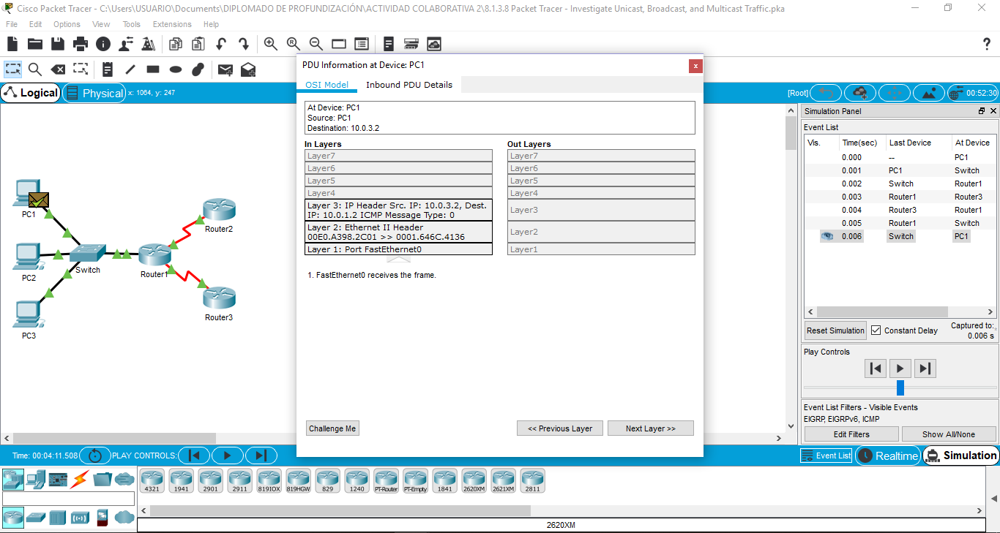 Cisco Packet Tracer - C:\Users\USUARIO\Documents\DIPLOMADO DE PROFUNDIZACIÓN\ACTIVIDAD COLABORATIVA 2\8.1.3.8 Packet Tracer - Investigate Unicast, Broadcast, and Multicast Traffic.pka
File Edit Options View Tools Extensions Help
Logical Physical x: 1064, y: 247
[Root] 00:52:30
PC1
PC2
PC3
Switch
Router1
Router2
Router3
PDU Information at Device: PC1
x
OSI Model Inbound PDU Details
At Device: PC1
Source: PC1
Destination: 10.0.3.2
In Layers
Layer7
Layer6
Layer5
Layer4
Layer 3: IP Header Src. IP: 10.0.3.2, Dest.
IP: 10.0.1.2 ICMP Message Type: 0
Layer 2: Ethernet II Header
00E0.A398.2C01 >> 0001.646C.4136
Layer 1: Port FastEthernet0
Out Layers
Layer7
Layer6
Layer5
Layer4
Layer3
Layer2
Layer1
1. FastEthernet0 receives the frame.
Challenge Me
<< Previous Layer
Next Layer >>
Simulation Panel
Event List
Vis. Time(sec) Last Device At Device
0.000 -- PC1
0.001 PC1 Switch
0.002 Switch Router1
0.003 Router1 Router3
0.004 Router3 Router1
0.005 Router1 Switch
0.006 Switch PC1
Reset Simulation
Constant Delay
Captured to:
0.006 s
Play Controls
Event List Filters - Visible Events
EIGRP, EIGRPv6, ICMP
Edit Filters
Show All/None
Time: 00:04:11.508 PLAY CONTROLS:
Event List Realtime Simulation
4321 1941 2901 2911 819IOX 819HGW 829 1240 PT-Router PT-Empty 1841 2620XM 2621XM 2811
2620XM